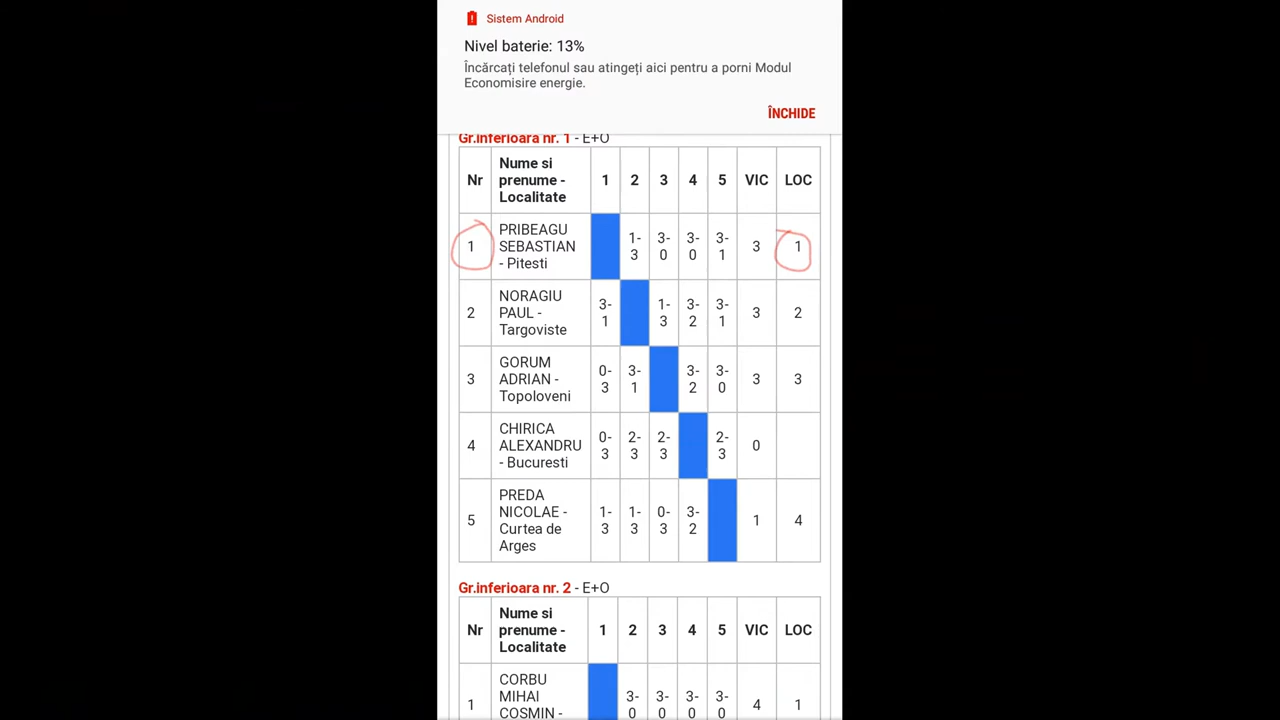 Sistem Android
Nivel baterie: 13%
Încărcați telefonul sau atingeți aici pentru a porni Modul
Economisire energie.
ÎNCHIDE
Gr.inferioara nr. 1 - E+O
Nr Nume si prenume - Localitate 1 2 3 4 5 VIC LOC
1 PRIBEAGU SEBASTIAN - Pitesti 1-3 3-0 3-0 3-1 3 1
2 NORAGIU PAUL - Targoviste 3-1 1-3 3-2 3-1 3 2
3 GORUM ADRIAN - Topoloveni 0-3 3-1 3-2 3-0 3 3
4 CHIRICA ALEXANDRU - Bucuresti 0-3 2-3 2-3 2-3 0
5 PREDA NICOLAE - Curtea de Arges 1-3 1-3 0-3 3-2 1 4
Gr.inferioara nr. 2 - E+O
Nr Nume si prenume - Localitate 1 2 3 4 5 VIC LOC
1 CORBU MIHAI COSMIN - 3-0 3-0 3-0 3-0 4 1